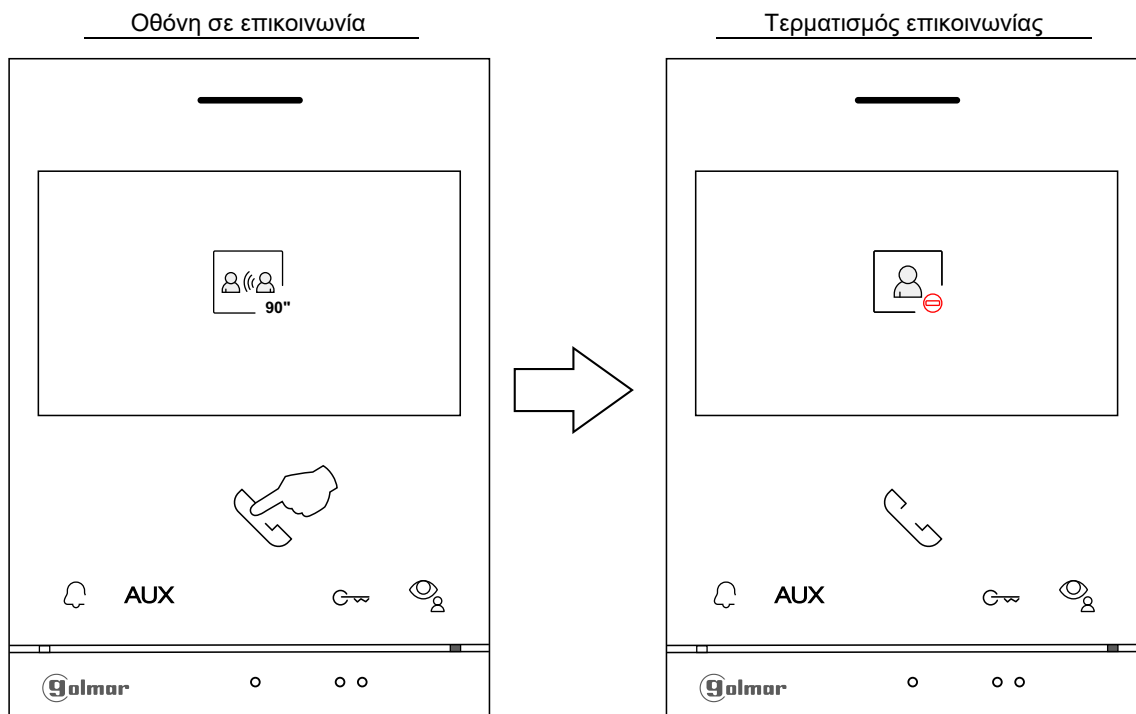 Οθόνη σε επικοινωνία
Τερματισμός επικοινωνίας
90"
AUX
AUX
golmar
golmar